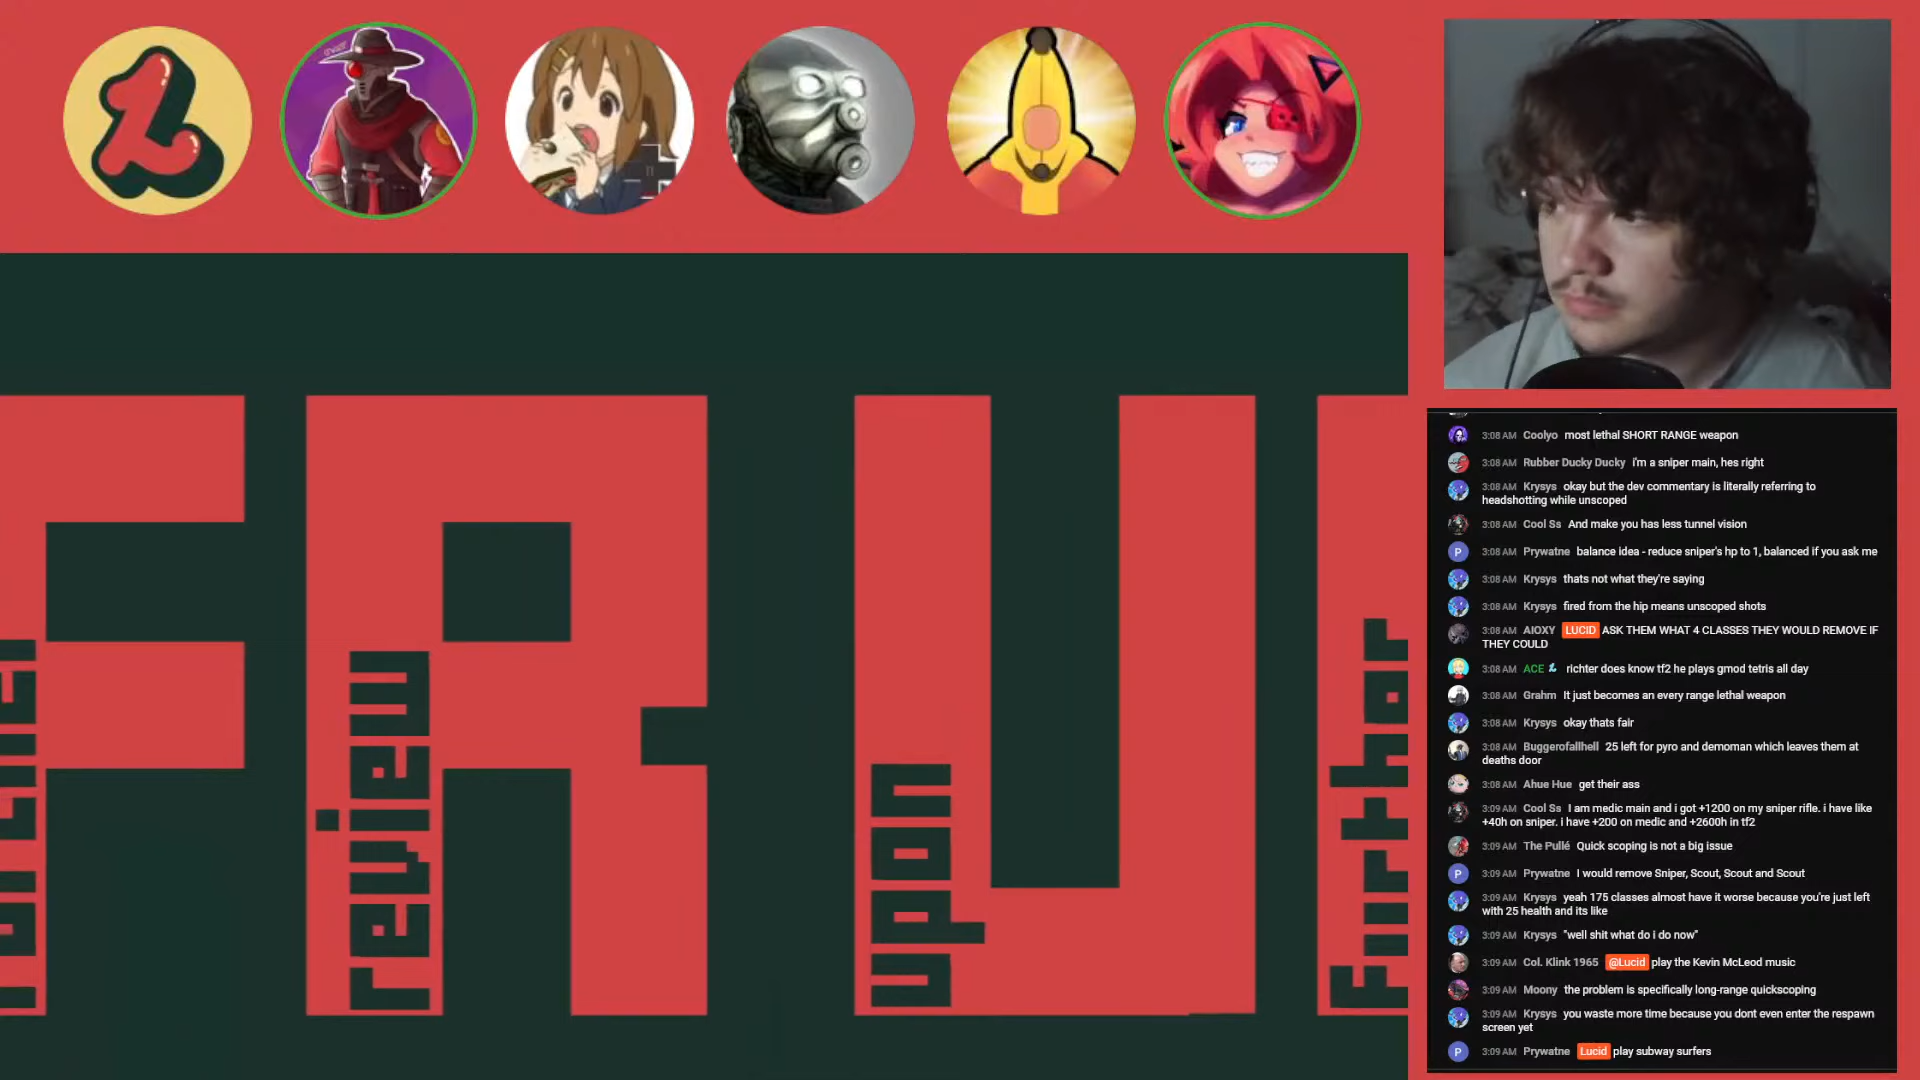 L
F R U
review
upon
further
3:08 AM Coolyo most lethal SHORT RANGE weapon
3:08 AM Rubber Ducky Ducky i'm a sniper main, hes right
3:08 AM Krysys okay but the dev commentary is literally referring to
headshotting while unscoped
3:08 AM Cool Ss And make you has less tunnel vision
P 3:08 AM Prywatne balance idea - reduce sniper's hp to 1, balanced if you ask me
3:08 AM Krysys thats not what they're saying
3:08 AM Krysys fired from the hip means unscoped shots
3:08 AM AIOXY LUCID ASK THEM WHAT 4 CLASSES THEY WOULD REMOVE IF
THEY COULD
3:08 AM ACE richter does know tf2 he plays gmod tetris all day
3:08 AM Grahm It just becomes an every range lethal weapon
3:08 AM Krysys okay thats fair
3:08 AM Buggerofallhell 25 left for pyro and demoman which leaves them at
deaths door
3:08 AM Ahue Hue get their ass
3:09 AM Cool Ss I am medic main and i got +1200 on my sniper rifle. i have like
+40h on sniper. i have +200 on medic and +2600h in tf2
3:09 AM The Pullé Quick scoping is not a big issue
P 3:09 AM Prywatne I would remove Sniper, Scout, Scout and Scout
3:09 AM Krysys yeah 175 classes almost have it worse because you're just left
with 25 health and its like
3:09 AM Krysys "well shit what do i do now"
3:09 AM Col. Klink 1965 @Lucid play the Kevin McLeod music
3:09 AM Moony the problem is specifically long-range quickscoping
3:09 AM Krysys you waste more time because you dont even enter the respawn
screen yet
P 3:09 AM Prywatne Lucid play subway surfers